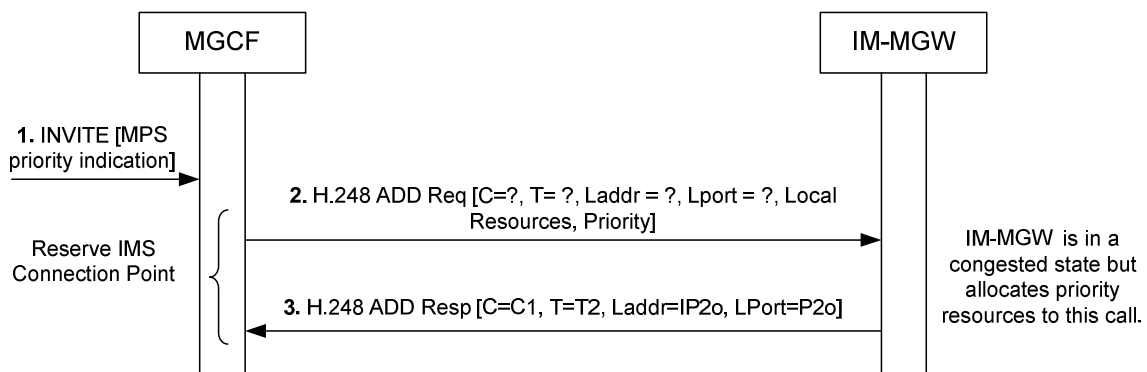 MGCF
IM-MGW
1. INVITE [MPS
priority indication]
2. H.248 ADD Req [C=?, T= ?, Laddr = ?, Lport = ?, Local
Resources, Priority]
Reserve IMS
Connection Point
IM-MGW is in a
congested state but
allocates priority
resources to this call.
3. H.248 ADD Resp [C=C1, T=T2, Laddr=IP2o, LPort=P2o]